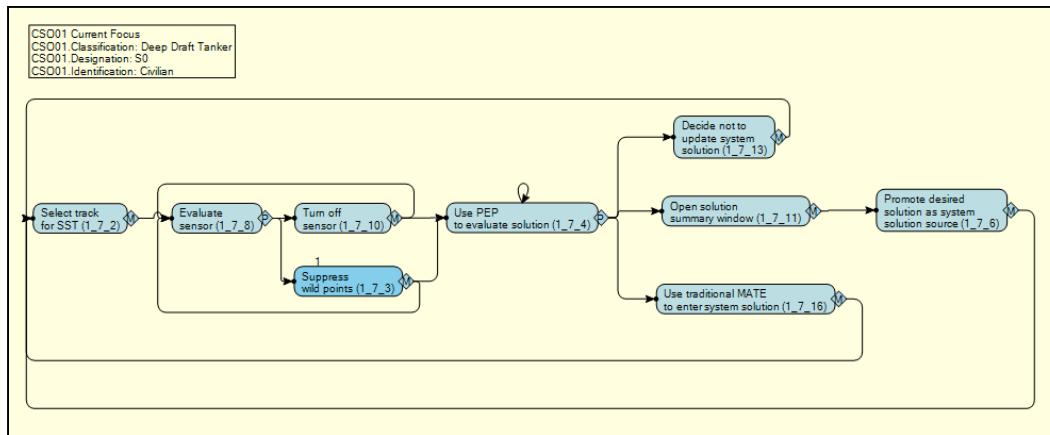 CSO01 Current Focus
CSO01.Classification: Deep Draft Tanker
CSO01.Designation: S0
CSO01.Identification: Civilian
Decide not to
update system
solution (1_7_13)
M
Select track
for SST (1_7_2)
M
Evaluate
sensor (1_7_8)
P
Turn off
sensor (1_7_10)
M
Use PEP
to evaluate solution (1_7_4)
P
Open solution
summary window (1_7_11)
M
Promote desired
solution as system
solution source (1_7_6)
M
1
Suppress
wild points (1_7_3)
M
Use traditional MATE
to enter system solution (1_7_16)
M